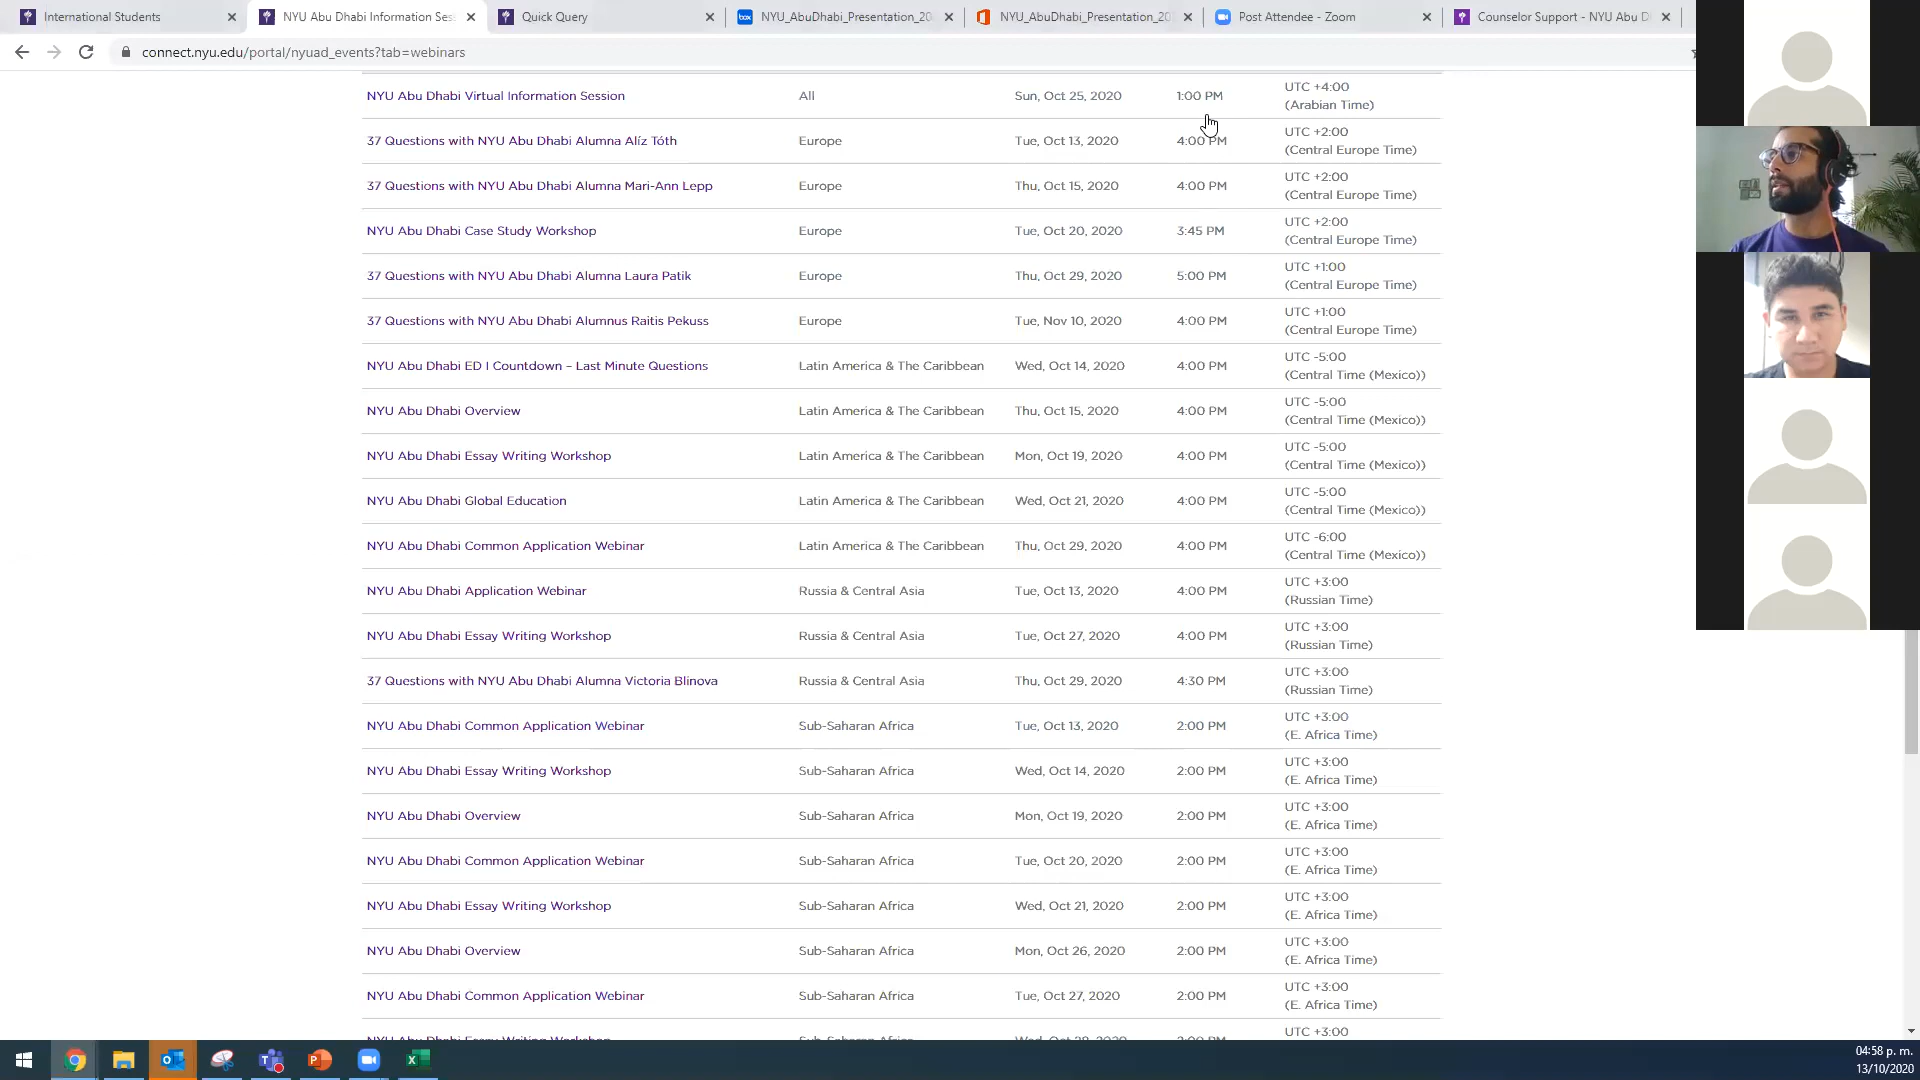 International Students
NYU Abu Dhabi Information Ses
Quick Query
NYU_AbuDhabi_Presentation_20
NYU_AbuDhabi_Presentation_20
Post Attendee - Zoom
Counselor Support - NYU Abu D
connect.nyu.edu/portal/nyuad_events?tab=webinars
NYU Abu Dhabi Virtual Information Session All Sun, Oct 25, 2020 1:00 PM UTC +4:00
(Arabian Time)
37 Questions with NYU Abu Dhabi Alumna Alíz Tóth Europe Tue, Oct 13, 2020 4:00 PM UTC +2:00
(Central Europe Time)
37 Questions with NYU Abu Dhabi Alumna Mari-Ann Lepp Europe Thu, Oct 15, 2020 4:00 PM UTC +2:00
(Central Europe Time)
NYU Abu Dhabi Case Study Workshop Europe Tue, Oct 20, 2020 3:45 PM UTC +2:00
(Central Europe Time)
37 Questions with NYU Abu Dhabi Alumna Laura Patik Europe Thu, Oct 29, 2020 5:00 PM UTC +1:00
(Central Europe Time)
37 Questions with NYU Abu Dhabi Alumnus Raitis Pekuss Europe Tue, Nov 10, 2020 4:00 PM UTC +1:00
(Central Europe Time)
NYU Abu Dhabi ED I Countdown – Last Minute Questions Latin America & The Caribbean Wed, Oct 14, 2020 4:00 PM UTC -5:00
(Central Time (Mexico))
NYU Abu Dhabi Overview Latin America & The Caribbean Thu, Oct 15, 2020 4:00 PM UTC -5:00
(Central Time (Mexico))
NYU Abu Dhabi Essay Writing Workshop Latin America & The Caribbean Mon, Oct 19, 2020 4:00 PM UTC -5:00
(Central Time (Mexico))
NYU Abu Dhabi Global Education Latin America & The Caribbean Wed, Oct 21, 2020 4:00 PM UTC -5:00
(Central Time (Mexico))
NYU Abu Dhabi Common Application Webinar Latin America & The Caribbean Thu, Oct 29, 2020 4:00 PM UTC -6:00
(Central Time (Mexico))
NYU Abu Dhabi Application Webinar Russia & Central Asia Tue, Oct 13, 2020 4:00 PM UTC +3:00
(Russian Time)
NYU Abu Dhabi Essay Writing Workshop Russia & Central Asia Tue, Oct 27, 2020 4:00 PM UTC +3:00
(Russian Time)
37 Questions with NYU Abu Dhabi Alumna Victoria Blinova Russia & Central Asia Thu, Oct 29, 2020 4:30 PM UTC +3:00
(Russian Time)
NYU Abu Dhabi Common Application Webinar Sub-Saharan Africa Tue, Oct 13, 2020 2:00 PM UTC +3:00
(E. Africa Time)
NYU Abu Dhabi Essay Writing Workshop Sub-Saharan Africa Wed, Oct 14, 2020 2:00 PM UTC +3:00
(E. Africa Time)
NYU Abu Dhabi Overview Sub-Saharan Africa Mon, Oct 19, 2020 2:00 PM UTC +3:00
(E. Africa Time)
NYU Abu Dhabi Common Application Webinar Sub-Saharan Africa Tue, Oct 20, 2020 2:00 PM UTC +3:00
(E. Africa Time)
NYU Abu Dhabi Essay Writing Workshop Sub-Saharan Africa Wed, Oct 21, 2020 2:00 PM UTC +3:00
(E. Africa Time)
NYU Abu Dhabi Overview Sub-Saharan Africa Mon, Oct 26, 2020 2:00 PM UTC +3:00
(E. Africa Time)
NYU Abu Dhabi Common Application Webinar Sub-Saharan Africa Tue, Oct 27, 2020 2:00 PM UTC +3:00
(E. Africa Time)
UTC +3:00
04:58 p. m.
13/10/2020